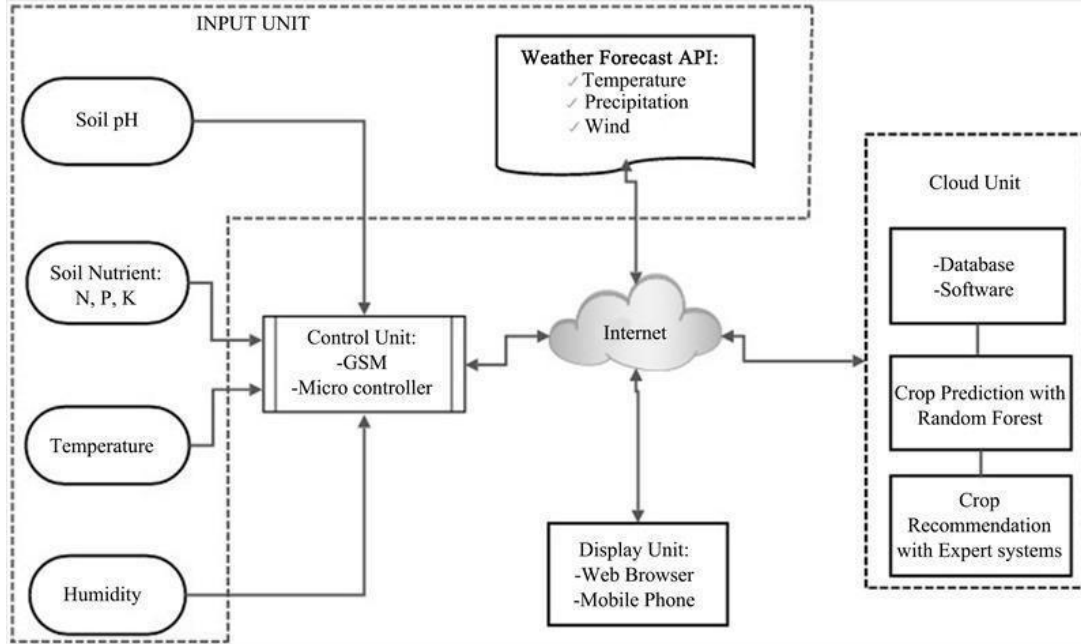 INPUT UNIT
Soil pH
Soil Nutrient:
N, P, K
Temperature
Humidity
Control Unit:
-GSM
-Micro controller
Weather Forecast API:
✓ Temperature
✓ Precipitation
✓ Wind
Internet
Display Unit:
-Web Browser
-Mobile Phone
Cloud Unit
-Database
-Software
Crop Prediction with
Random Forest
Crop
Recommendation
with Expert systems